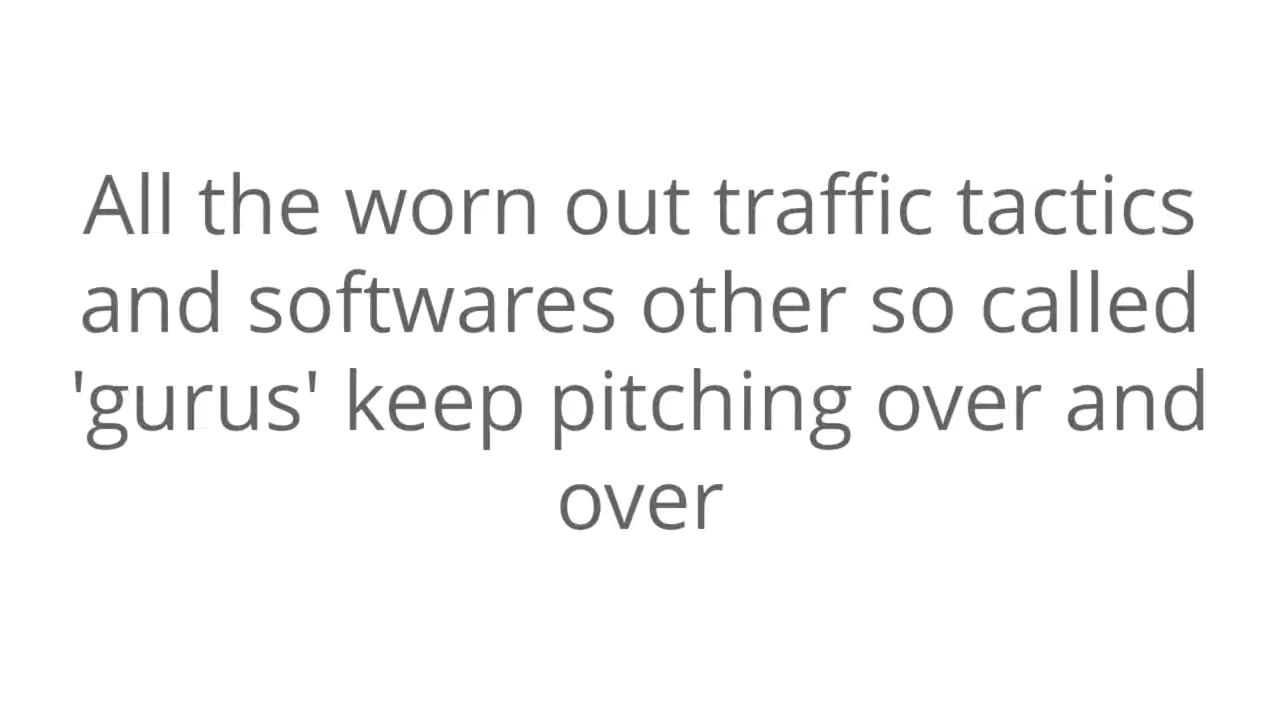 All the worn out traffic tactics
and softwares other so called
'gurus' keep pitching over and
over